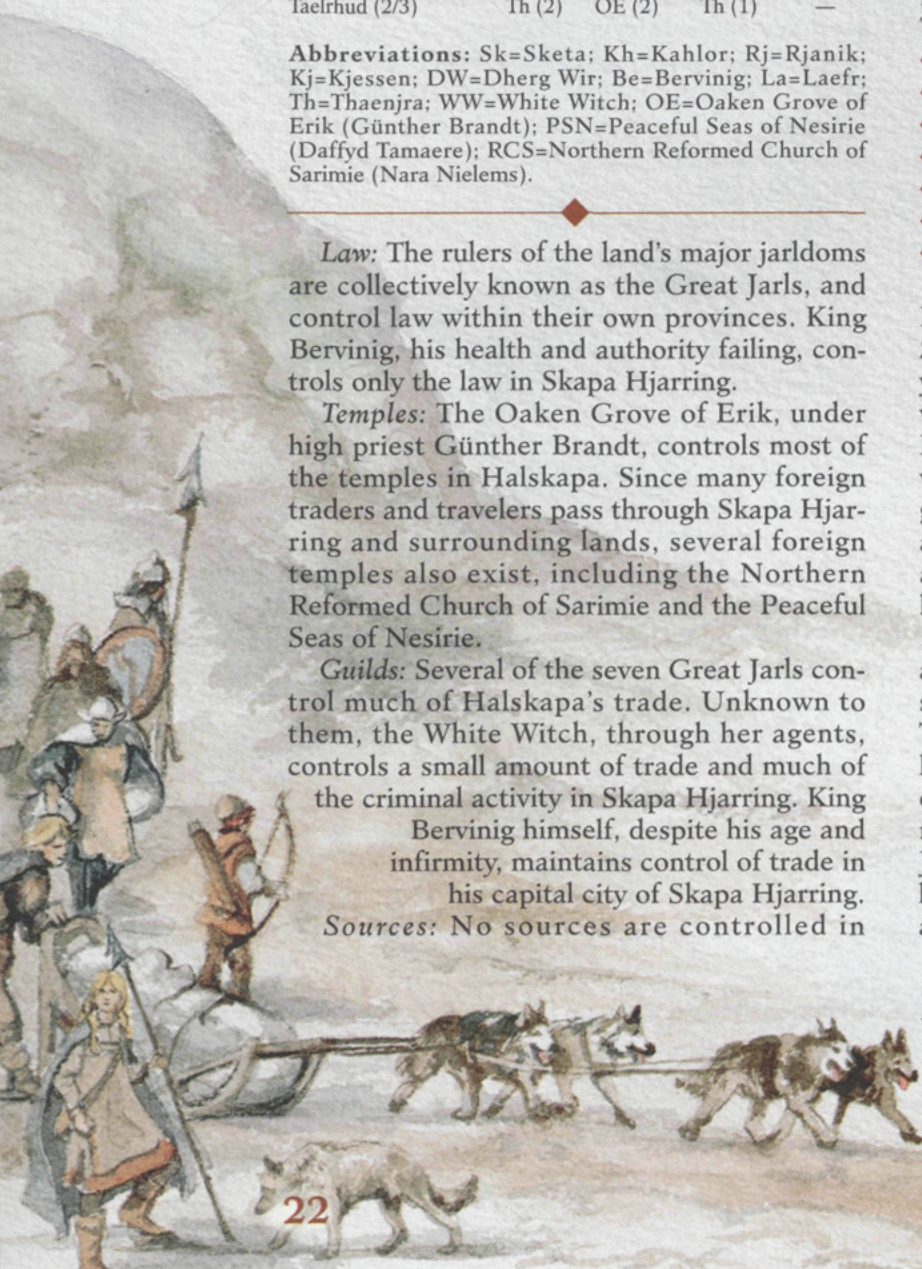 Taelrhud (2/3) Th (2) OE (2) Th (1) —
Abbreviations: Sk=Sketa; Kh=Kahlor; Rj=Rjanik;
Kj=Kjessen; DW=Dherg Wir; Be=Bervinig; La=Laefr;
Th=Thaenjra; WW=White Witch; OE=Oaken Grove of
Erik (Günther Brandt); PSN=Peaceful Seas of Nesirie
(Daffyd Tamaere); RCS=Northern Reformed Church of
Sarimie (Nara Nielems).
Law: The rulers of the land's major jarldoms
are collectively known as the Great Jarls, and
control law within their own provinces. King
Bervinig, his health and authority failing, con-
trols only the law in Skapa Hjarring.
Temples: The Oaken Grove of Erik, under
high priest Günther Brandt, controls most of
the temples in Halskapa. Since many foreign
traders and travelers pass through Skapa Hjar-
ring and surrounding lands, several foreign
temples also exist, including the Northern
Reformed Church of Sarimie and the Peaceful
Seas of Nesirie.
Guilds: Several of the seven Great Jarls con-
trol much of Halskapa's trade. Unknown to
them, the White Witch, through her agents,
controls a small amount of trade and much of
the criminal activity in Skapa Hjarring. King
Bervinig himself, despite his age and
infirmity, maintains control of trade in
his capital city of Skapa Hjarring.
Sources: No sources are controlled in
22